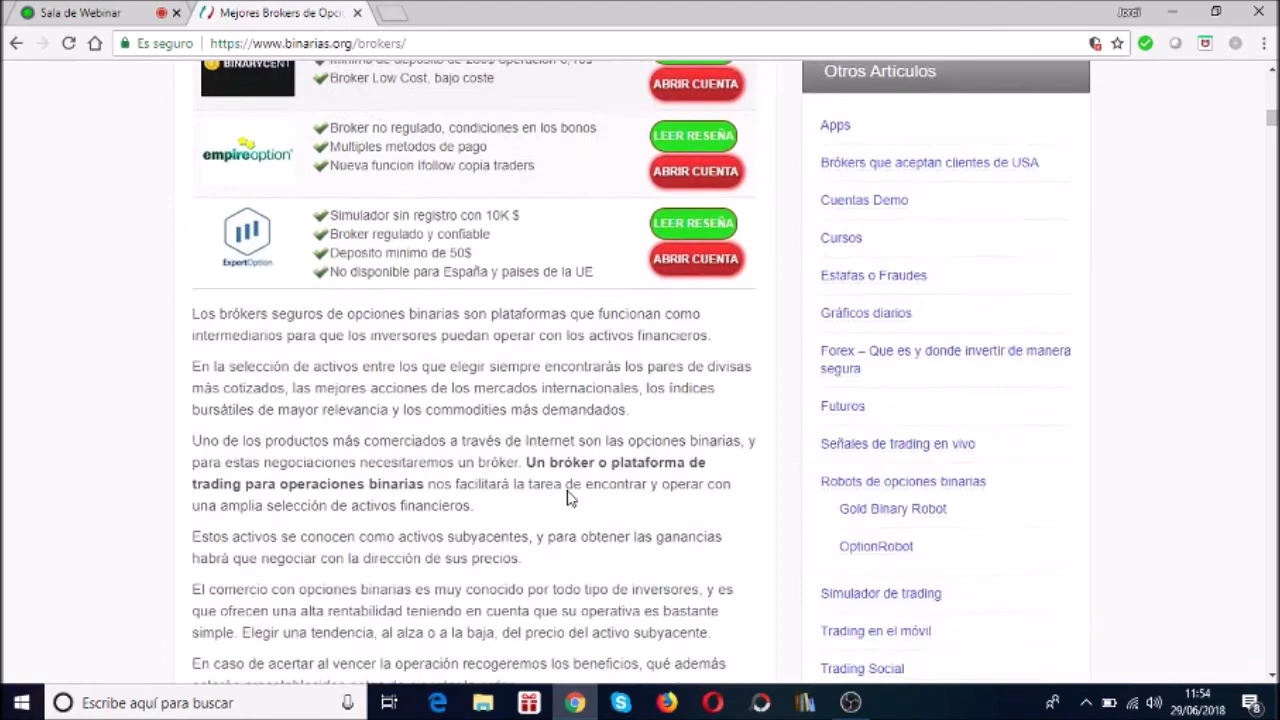 Sala de Webinar
Mejores Brokers de Opci
Jordi
Es seguro
https://www.binarias.org/brokers/
BINARYCENT
Broker Low Cost, bajo coste
ABRIR CUENTA
empireoption
Broker no regulado, condiciones en los bonos
Multiples metodos de pago
Nueva funcion Ifollow copia traders
LEER RESEÑA
ABRIR CUENTA
ExpertOption
Simulador sin registro con 10K $
Broker regulado y confiable
Deposito minimo de 50$
No disponible para España y paises de la UE
LEER RESEÑA
ABRIR CUENTA
Los brókers seguros de opciones binarias son plataformas que funcionan como
intermediarios para que los inversores puedan operar con los activos financieros.
En la selección de activos entre los que elegir siempre encontrarás los pares de divisas
más cotizados, las mejores acciones de los mercados internacionales, los índices
bursátiles de mayor relevancia y los commodities más demandados.
Uno de los productos más comerciados a través de Internet son las opciones binarias, y
para estas negociaciones necesitaremos un bróker. Un bróker o plataforma de
trading para operaciones binarias nos facilitará la tarea de encontrar y operar con
una amplia selección de activos financieros.
Estos activos se conocen como activos subyacentes, y para obtener las ganancias
habrá que negociar con la dirección de sus precios.
El comercio con opciones binarias es muy conocido por todo tipo de inversores, y es
que ofrecen una alta rentabilidad teniendo en cuenta que su operativa es bastante
simple. Elegir una tendencia, al alza o a la baja, del precio del activo subyacente.
En caso de acertar al vencer la operación recogeremos los beneficios, qué además
Otros Artículos
Apps
Brókers que aceptan clientes de USA
Cuentas Demo
Cursos
Estafas o Fraudes
Gráficos diarios
Forex – Que es y donde invertir de manera
segura
Futuros
Señales de trading en vivo
Robots de opciones binarias
Gold Binary Robot
OptionRobot
Simulador de trading
Trading en el móvil
Trading Social
Escribe aquí para buscar
11:54
29/06/2018
8